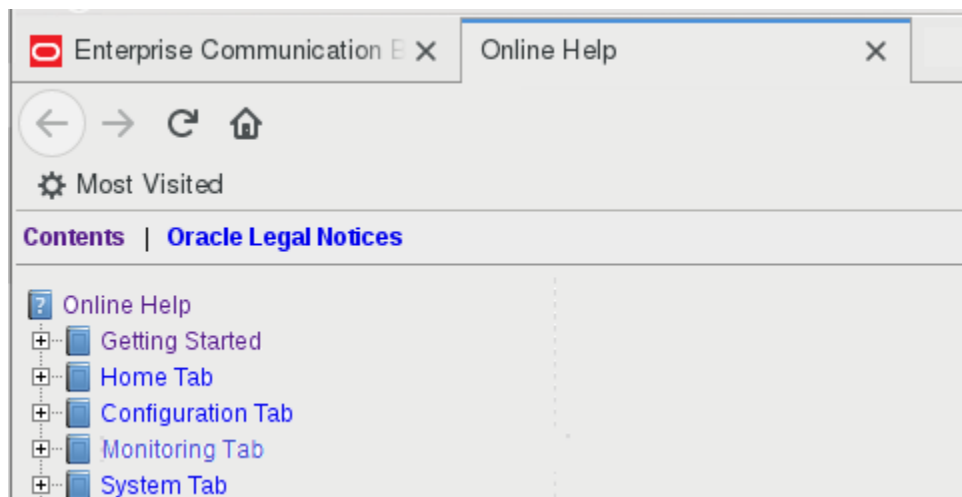 Enterprise Communication
Online Help
Most Visited
Contents | Oracle Legal Notices
Online Help
Getting Started
Home Tab
Configuration Tab
Monitoring Tab
System Tab